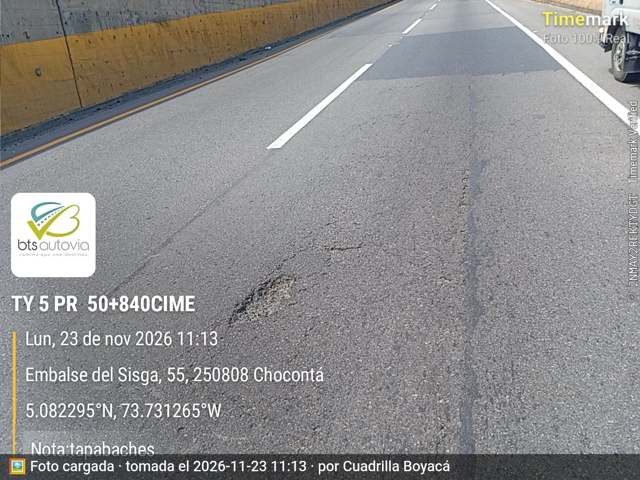 Timemark
Foto 100% Real
bts autovia
TY 5 PR 50+840CIME
Lun, 23 de nov 2026 11:13
Embalse del Sisga, 55, 250808 Chocontá
5.082295°N, 73.731265°W
Nota:tapabaches
Foto cargada · tomada el 2026-11-23 11:13 · por Cuadrilla Boyacá
Timemark Verified